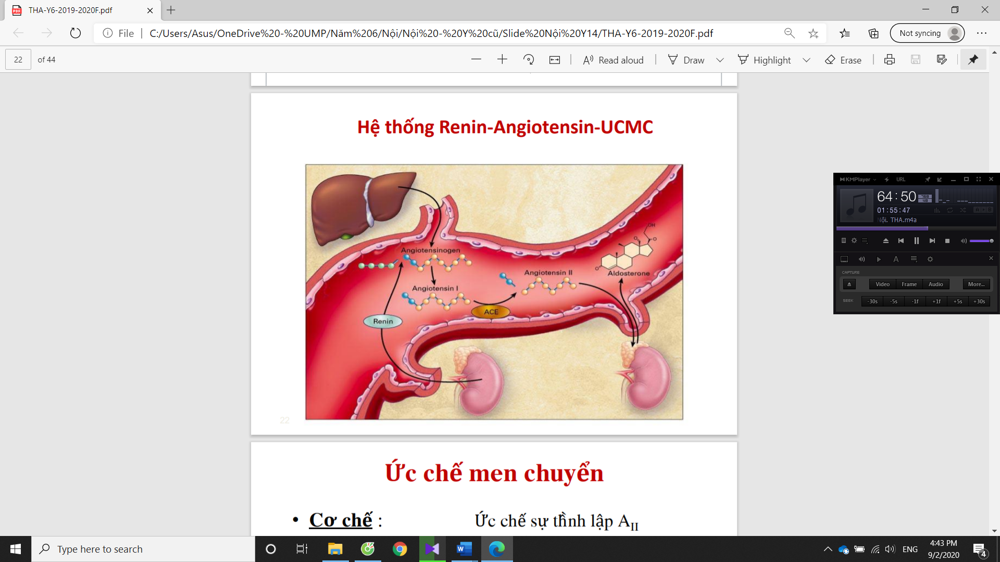 THA-Y6-2019-2020F.pdf
File
C:/Users/Asus/OneDrive%20-%20UMP/Năm%206/Nội/Nội%20-%20Y%20cũ/Slide%20Nội%20Y14/THA-Y6-2019-2020F.pdf
Not syncing
22 of 44
Read aloud
Draw
Highlight
Erase
Hệ thống Renin-Angiotensin-UCMC
OH
O
O
O
Angiotensinogen
Angiotensin II
Aldosterone
Angiotensin I
ACE
Renin
22
KMPlayer
URL
64:50
01:55:47
Nội. THA.m4a
A
CAPTURE
Video Frame Audio More...
SEEK
-30s -5s -1f +1f +5s +30s
Ức chế men chuyển
• Cơ chế : Ức chế sự thành lập AII
Type here to search
ENG
4:43 PM
9/2/2020
4